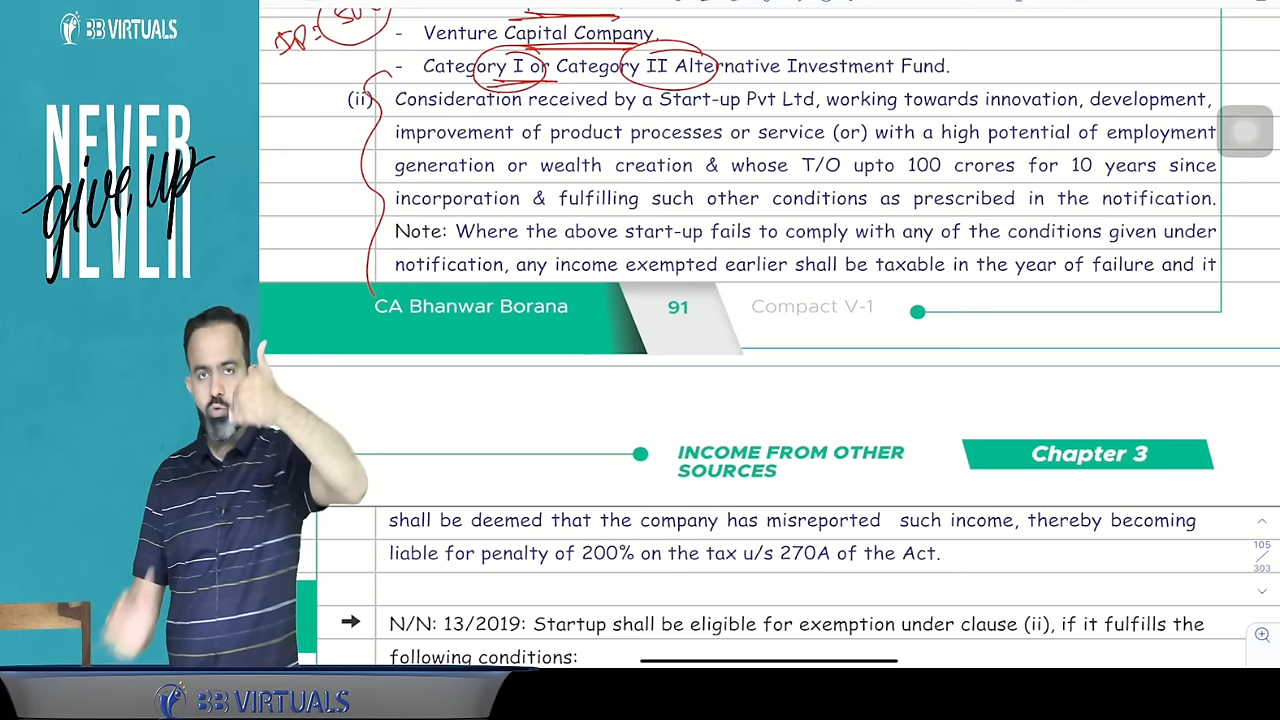 BB VIRTUALS
NEVER
give up
NEVER
- Venture Capital Company,
- Category I or Category II Alternative Investment Fund.
(ii) Consideration received by a Start-up Pvt Ltd, working towards innovation, development,
improvement of product processes or service (or) with a high potential of employment
generation or wealth creation & whose T/O upto 100 crores for 10 years since
incorporation & fulfilling such other conditions as prescribed in the notification.
Note: Where the above start-up fails to comply with any of the conditions given under
notification, any income exempted earlier shall be taxable in the year of failure and it
CA Bhanwar Borana
91
Compact V-1
INCOME FROM OTHER
SOURCES
Chapter 3
shall be deemed that the company has misreported such income, thereby becoming
liable for penalty of 200% on the tax u/s 270A of the Act.
105
303
→ N/N: 13/2019: Startup shall be eligible for exemption under clause (ii), if it fulfills the
following conditions:
BB VIRTUALS